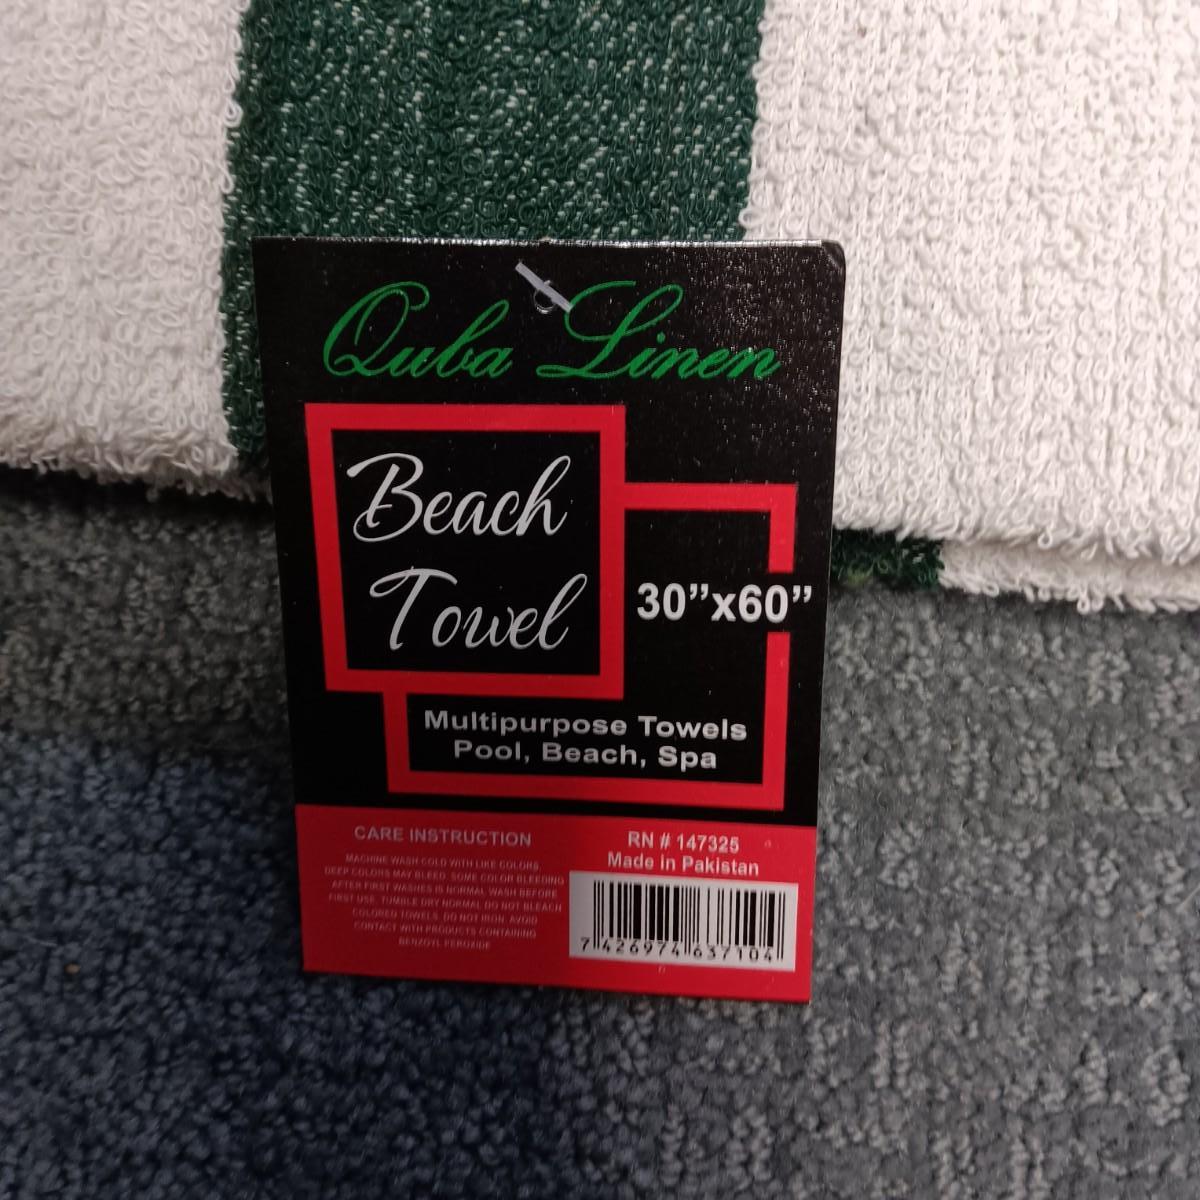 Quba Linen
Beach
Towel
30”x60”
Multipurpose Towels
Pool, Beach, Spa
CARE INSTRUCTION
MACHINE WASH COLD WITH LIKE COLORS.
DEEP COLORS MAY BLEED. SOME COLOR BLEEDING
AFTER FIRST WASHES IS NORMAL WASH BEFORE
FIRST USE. TUMBLE DRY NORMAL DO NOT BLEACH
COLORED TOWELS. DO NOT IRON. AVOID
CONTACT WITH PRODUCTS CONTAINING
BENZOYL PEROXIDE
RN # 147325
Made in Pakistan
7 426974 637104